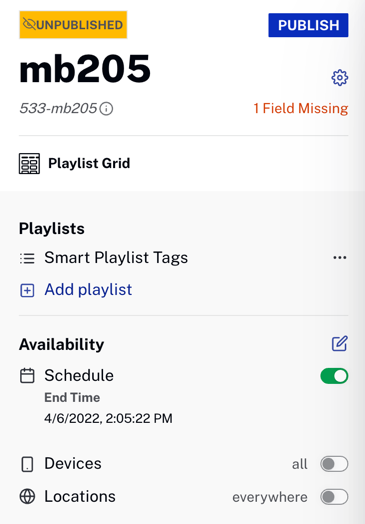 UNPUBLISHED PUBLISH
mb205
533-mb205 1 Field Missing
Playlist Grid
Playlists
Smart Playlist Tags
Add playlist
Availability
Schedule
End Time
4/6/2022, 2:05:22 PM
Devices all
Locations everywhere